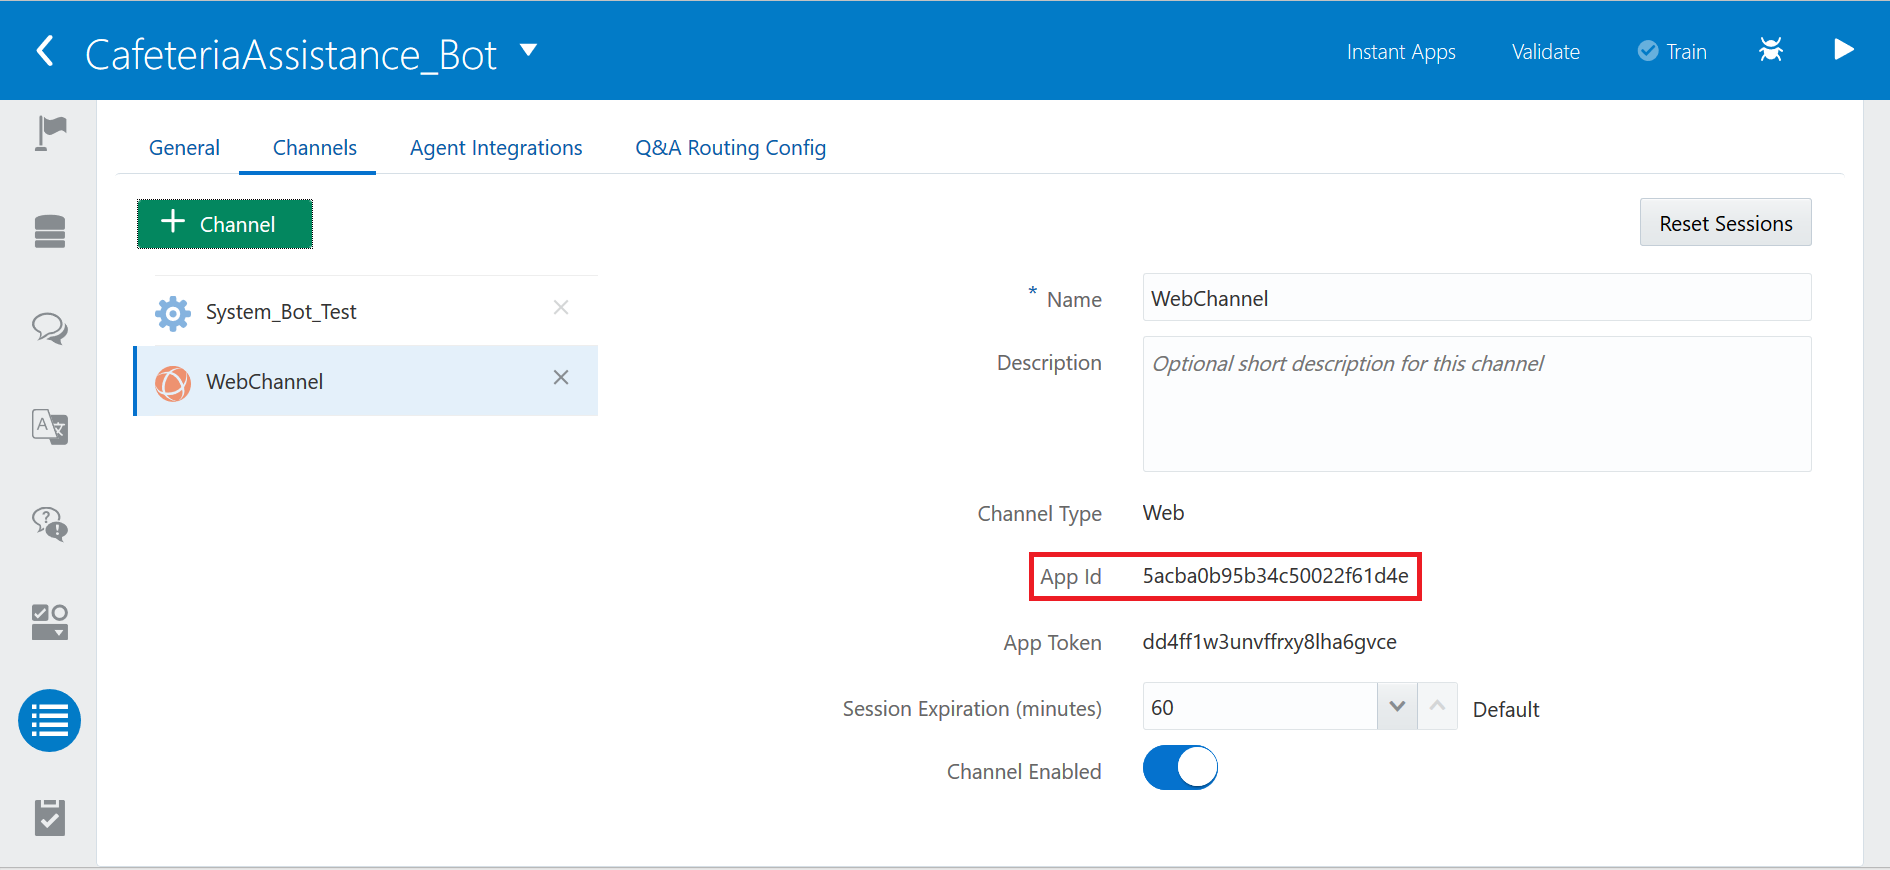 CafeteriaAssistance_Bot
Instant Apps
Validate
Train
General
Channels
Agent Integrations
Q&A Routing Config
Channel
Reset Sessions
System_Bot_Test
WebChannel
* Name
WebChannel
Description
Optional short description for this channel
Channel Type
Web
App Id
5acba0b95b34c50022f61d4e
App Token
dd4ff1w3unvffrxy8lha6gvce
Session Expiration (minutes)
60
Default
Channel Enabled